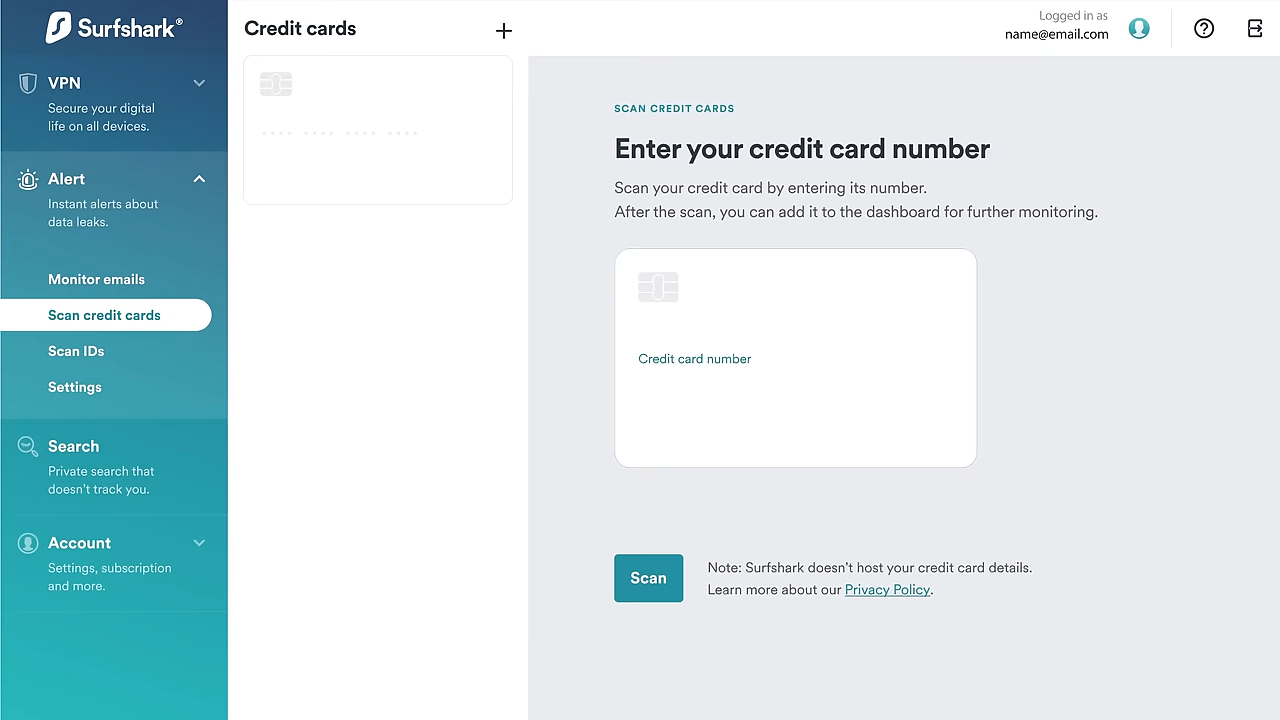 Surfshark®
VPN
Secure your digital
life on all devices.
Alert
Instant alerts about
data leaks.
Monitor emails
Scan credit cards
Scan IDs
Settings
Search
Private search that
doesn't track you.
Account
Settings, subscription
and more.
Credit cards
Logged in as
name@email.com
SCAN CREDIT CARDS
Enter your credit card number
Scan your credit card by entering its number.
After the scan, you can add it to the dashboard for further monitoring.
Credit card number
Scan
Note: Surfshark doesn't host your credit card details.
Learn more about our Privacy Policy.